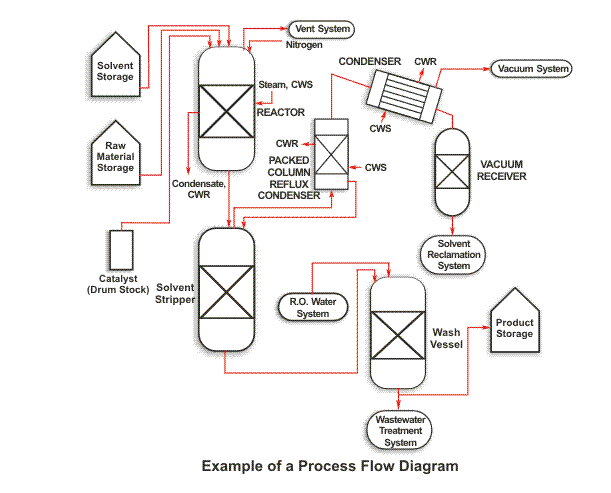 Vent System
Nitrogen
Solvent
Storage
Steam, CWS
REACTOR
CONDENSER
CWR
Vacuum System
CWS
Raw
Material
Storage
Condensate,
CWR
CWR
PACKED
COLUMN
REFLUX
CONDENSER
CWS
VACUUM
RECEIVER
Solvent
Reclamation
System
Catalyst
(Drum Stock)
Solvent
Stripper
R.O. Water
System
Wash
Vessel
Product
Storage
Wastewater
Treatment
System
Example of a Process Flow Diagram